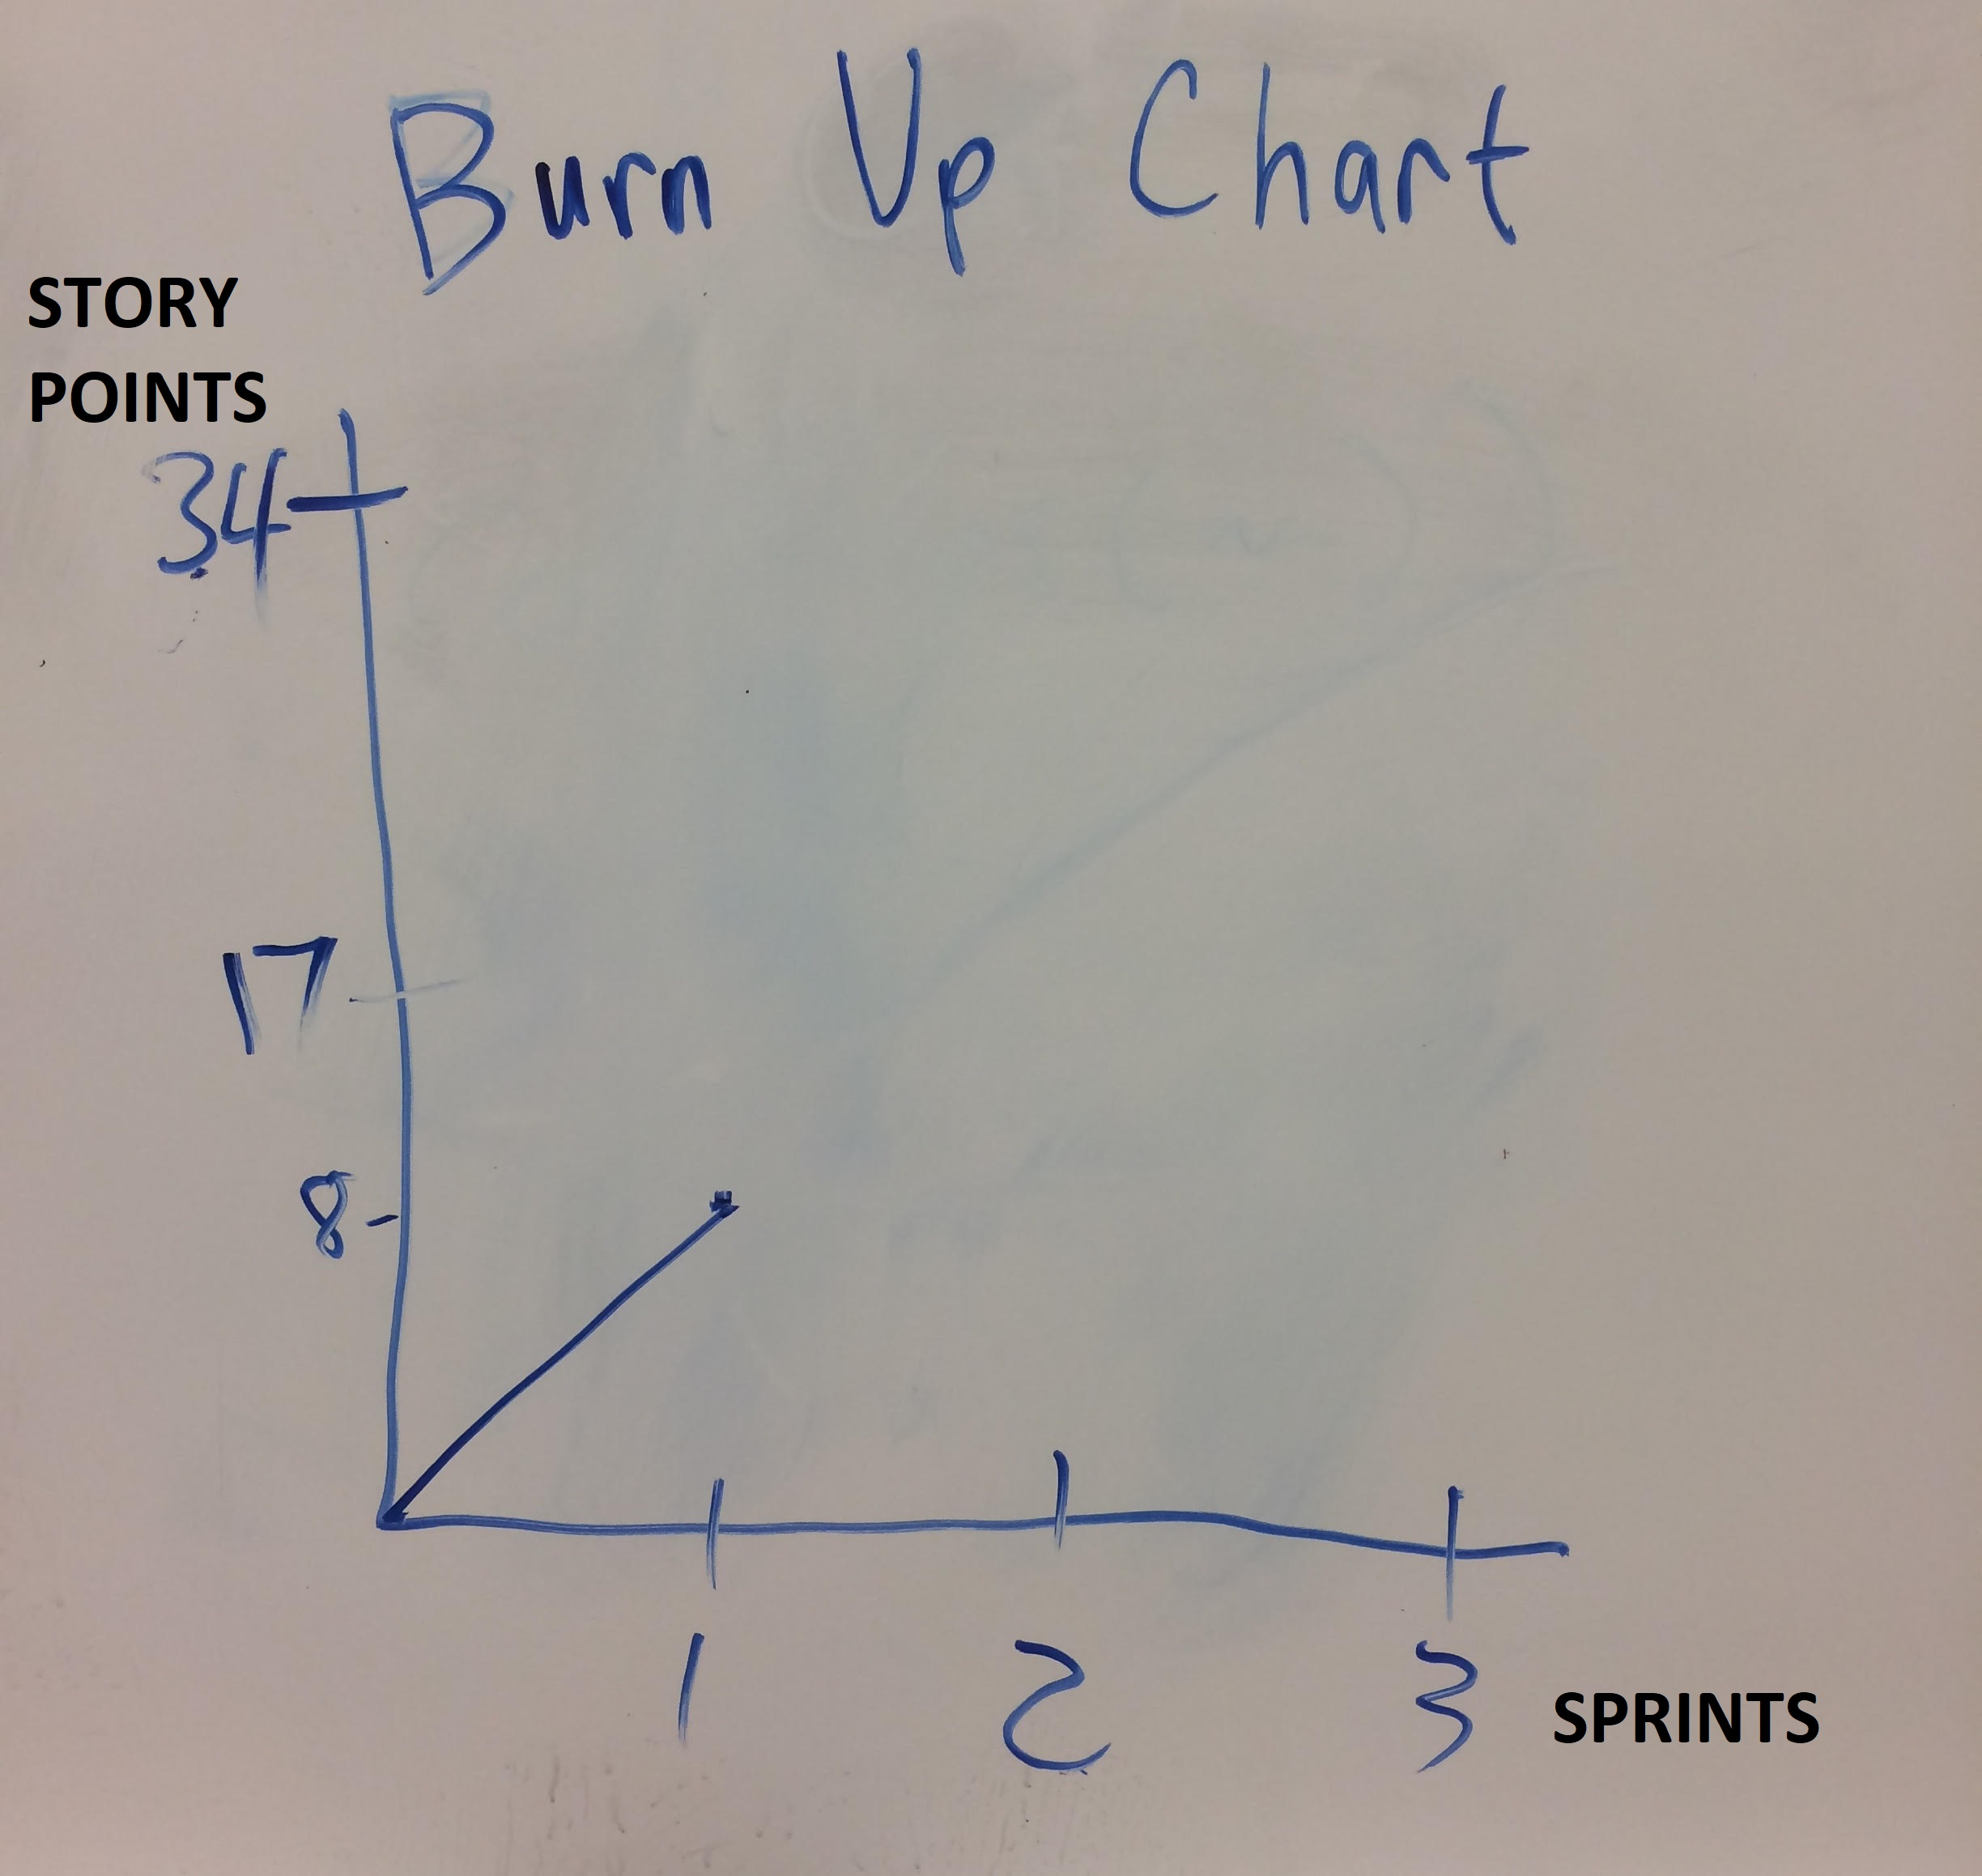 Burn Up Chart
STORY
POINTS
34
17
8
1 2 3
SPRINTS